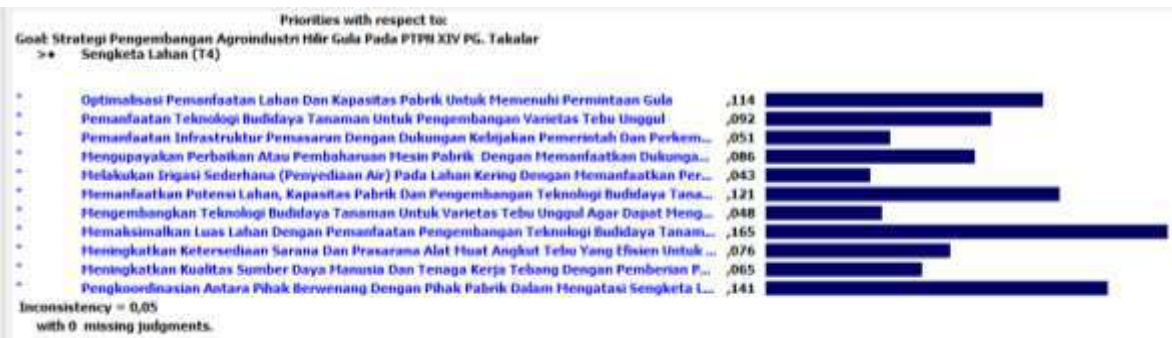 Priorities with respect to:
Goal: Strategi Pengembangan Agroindustri Hilir Gula Pada PTPN XIV PG. Takalar
>• Sengketa Lahan (T4)
Optimalisasi Pemanfaatan Lahan Dan Kapasitas Pabrik Untuk Memenuhi Permintaan Gula ,114
Pemanfaatan Teknologi Budidaya Tanaman Untuk Pengembangan Varietas Tebu Unggul ,092
Pemanfaatan Infrastruktur Pemasaran Dengan Dukungan Kebijakan Pemerintah Dan Perkem... ,051
Mengupayakan Perbaikan Atau Pembaharuan Mesin Pabrik Dengan Memanfaatkan Dukunga... ,086
Melakukan Irigasi Sederhana (Penyediaan Air) Pada Lahan Kering Dengan Memanfaatkan Per... ,043
Memanfaatkan Potensi Lahan, Kapasitas Pabrik Dan Pengembangan Teknologi Budidaya Tana... ,121
Mengembangkan Teknologi Budidaya Tanaman Untuk Varietas Tebu Unggul Agar Dapat Meng... ,048
Memaksimalkan Luas Lahan Dengan Pemanfaatan Pengembangan Teknologi Budidaya Tanam... ,165
Meningkatkan Ketersediaan Sarana Dan Prasarana Alat Muat Angkut Tebu Yang Efisien Untuk ... ,076
Meningkatkan Kualitas Sumber Daya Manusia Dan Tenaga Kerja Tebang Dengan Pemberian P... ,065
Pengkoordinasian Antara Pihak Berwenang Dengan Pihak Pabrik Dalam Mengatasi Sengketa L... ,141
Inconsistency = 0,05
with 0 missing judgments.